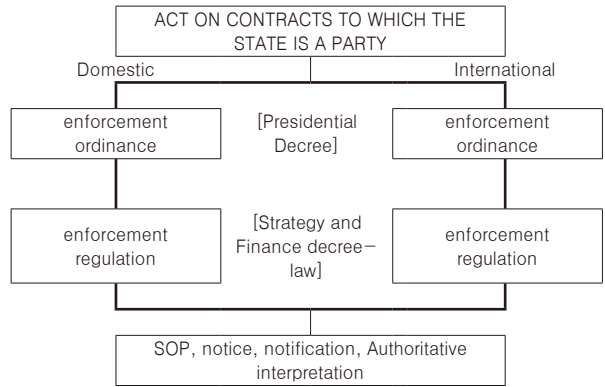 ACT ON CONTRACTS TO WHICH THE
STATE IS A PARTY
Domestic
International
enforcement
ordinance
[Presidential
Decree]
enforcement
ordinance
enforcement
regulation
[Strategy and
Finance decree-
law]
enforcement
regulation
SOP, notice, notification, Authoritative
interpretation